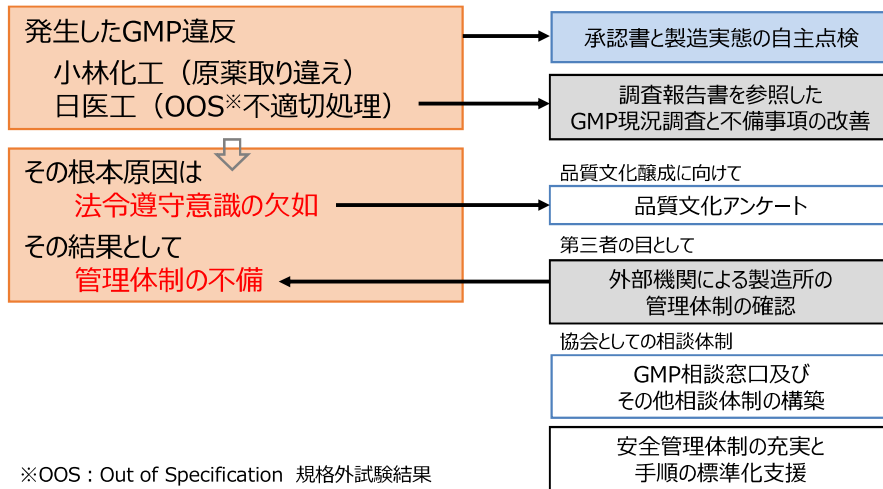 発生したGMP違反
小林化工（原薬取り違え）
日医工（OOS※不適切処理）
その根本原因は
法令遵守意識の欠如
その結果として
管理体制の不備
承認書と製造実態の自主点検
調査報告書を参照した
GMP現況調査と不備事項の改善
品質文化醸成に向けて
品質文化アンケート
第三者の目として
外部機関による製造所の
管理体制の確認
協会としての相談体制
GMP相談窓口及び
その他相談体制の構築
安全管理体制の充実と
手順の標準化支援
※OOS：Out of Specification 規格外試験結果